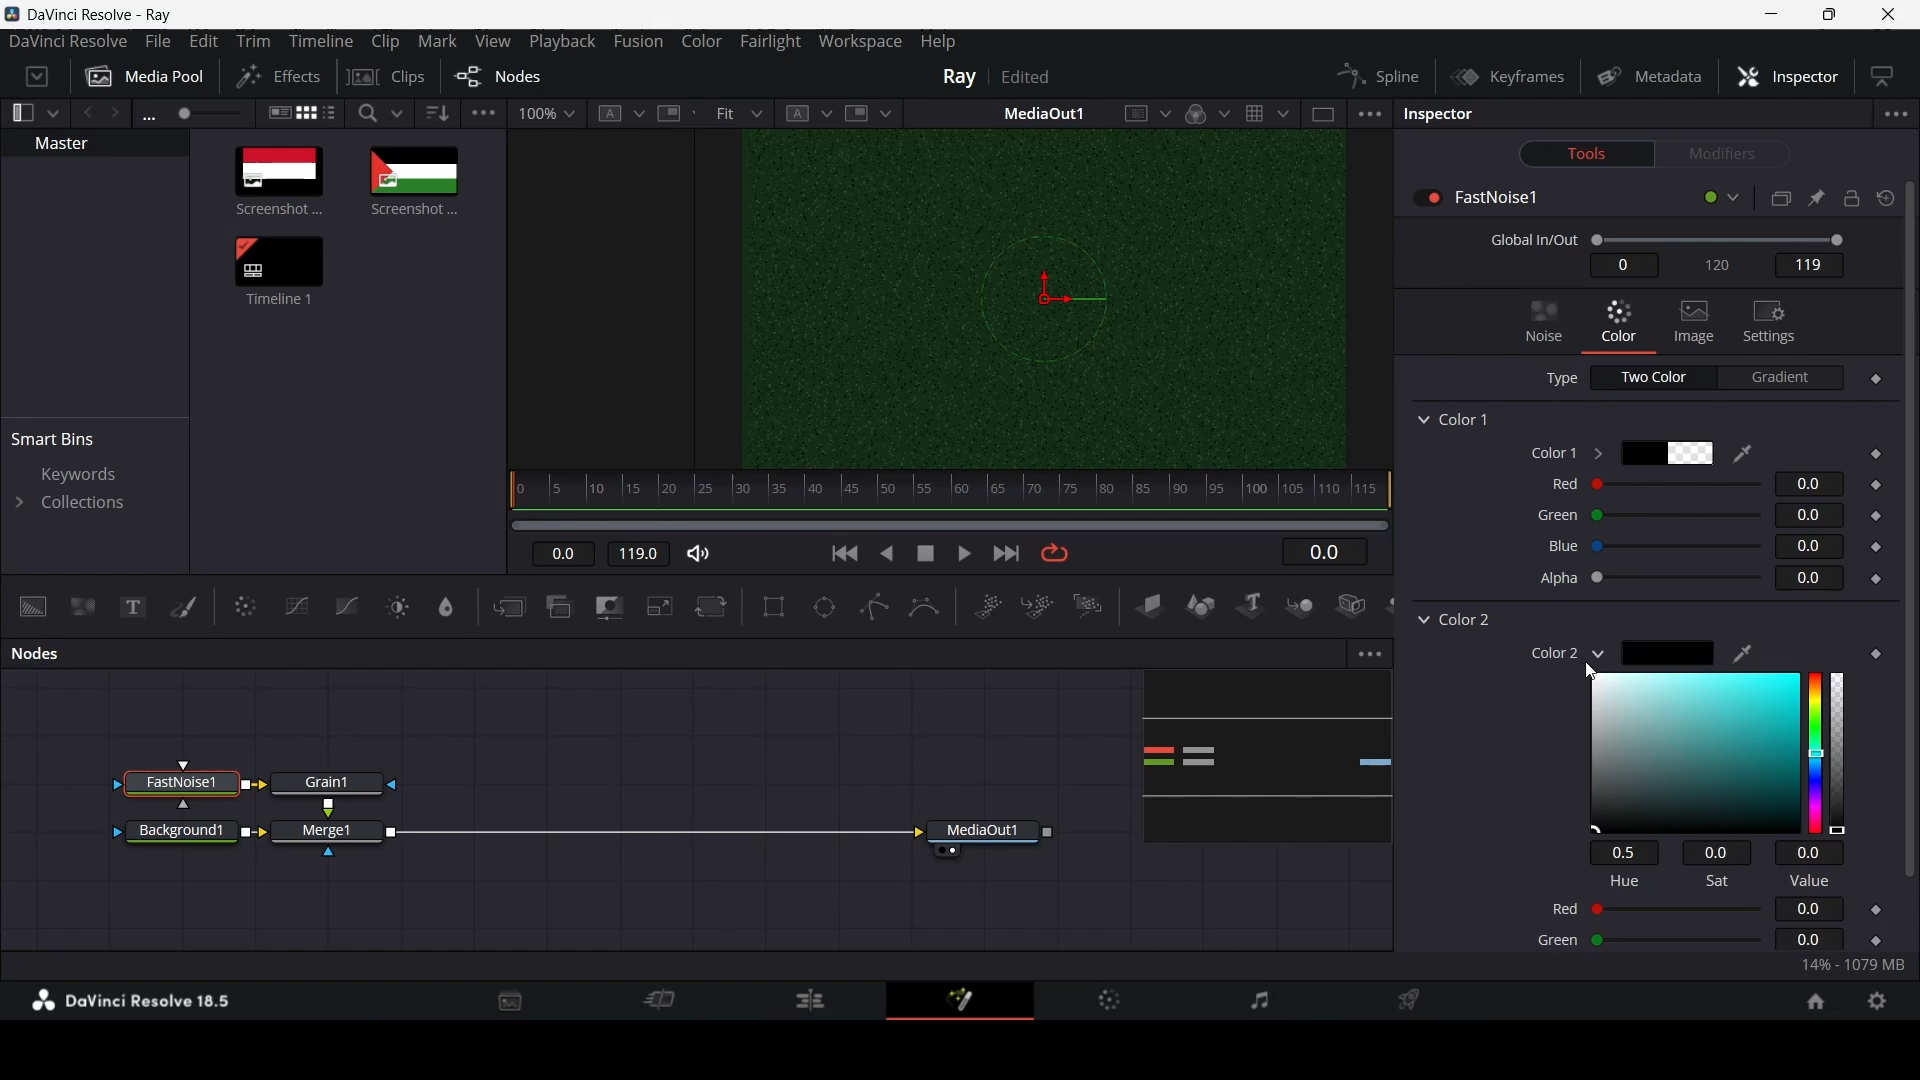 DaVinci Resolve - Ray
DaVinci Resolve File Edit Trim Timeline Clip Mark View Playback Fusion Color Fairlight Workspace Help
Media Pool Effects Clips Nodes Ray Edited Spline Keyframes Metadata Inspector
... 100% A Fit A MediaOut1 Inspector
Master
Screenshot ... Screenshot ...
Timeline 1
Smart Bins
Keywords
Collections
0 5 10 15 20 25 30 35 40 45 50 55 60 65 70 75 80 85 90 95 100 105 110 115
0.0 119.0 0.0
T T
Nodes
FastNoise1 Grain1
Background1 Merge1 MediaOut1
Tools Modifiers
FastNoise1
Global In/Out
0 120 119
Noise Color Image Settings
Type Two Color Gradient
Color 1
Color 1
Red 0.0
Green 0.0
Blue 0.0
Alpha 0.0
Color 2
Color 2
0.5 0.0 0.0
Hue Sat Value
Red 0.0
Green 0.0
14% - 1079 MB
DaVinci Resolve 18.5